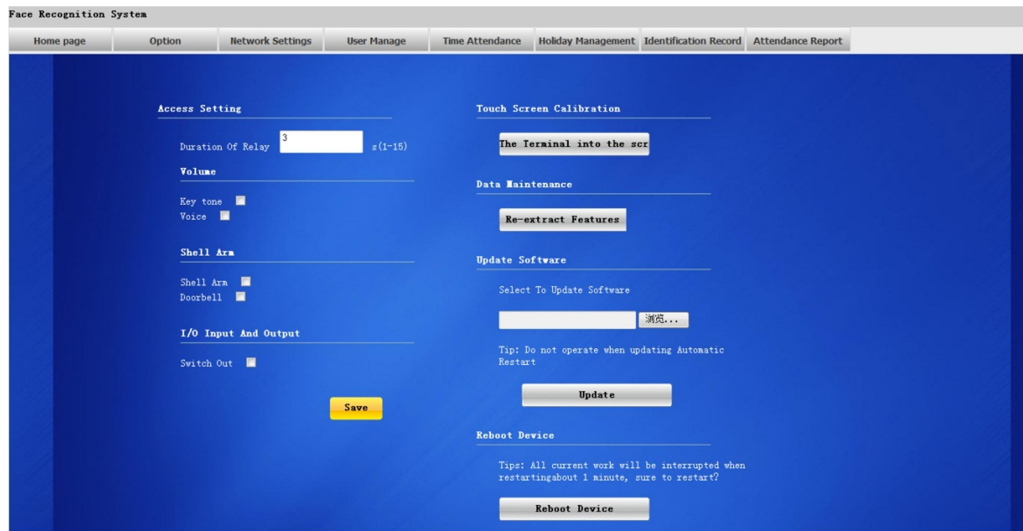 Face Recognition System
Home page Option Network Settings User Manage Time Attendance Holiday Management Identification Record Attendance Report
Access Setting
Duration Of Relay 3 s(1-15)
Volume
Key tone
Voice
Shell Arm
Shell Arm
Doorbell
I/O Input And Output
Switch Out
Save
Touch Screen Calibration
The Terminal into the scr
Data Maintenance
Re-extract Features
Update Software
Select To Update Software
浏览...
Tip: Do not operate when updating Automatic
Restart
Update
Reboot Device
Tips: All current work will be interrupted when
restartingabout 1 minute, sure to restart?
Reboot Device